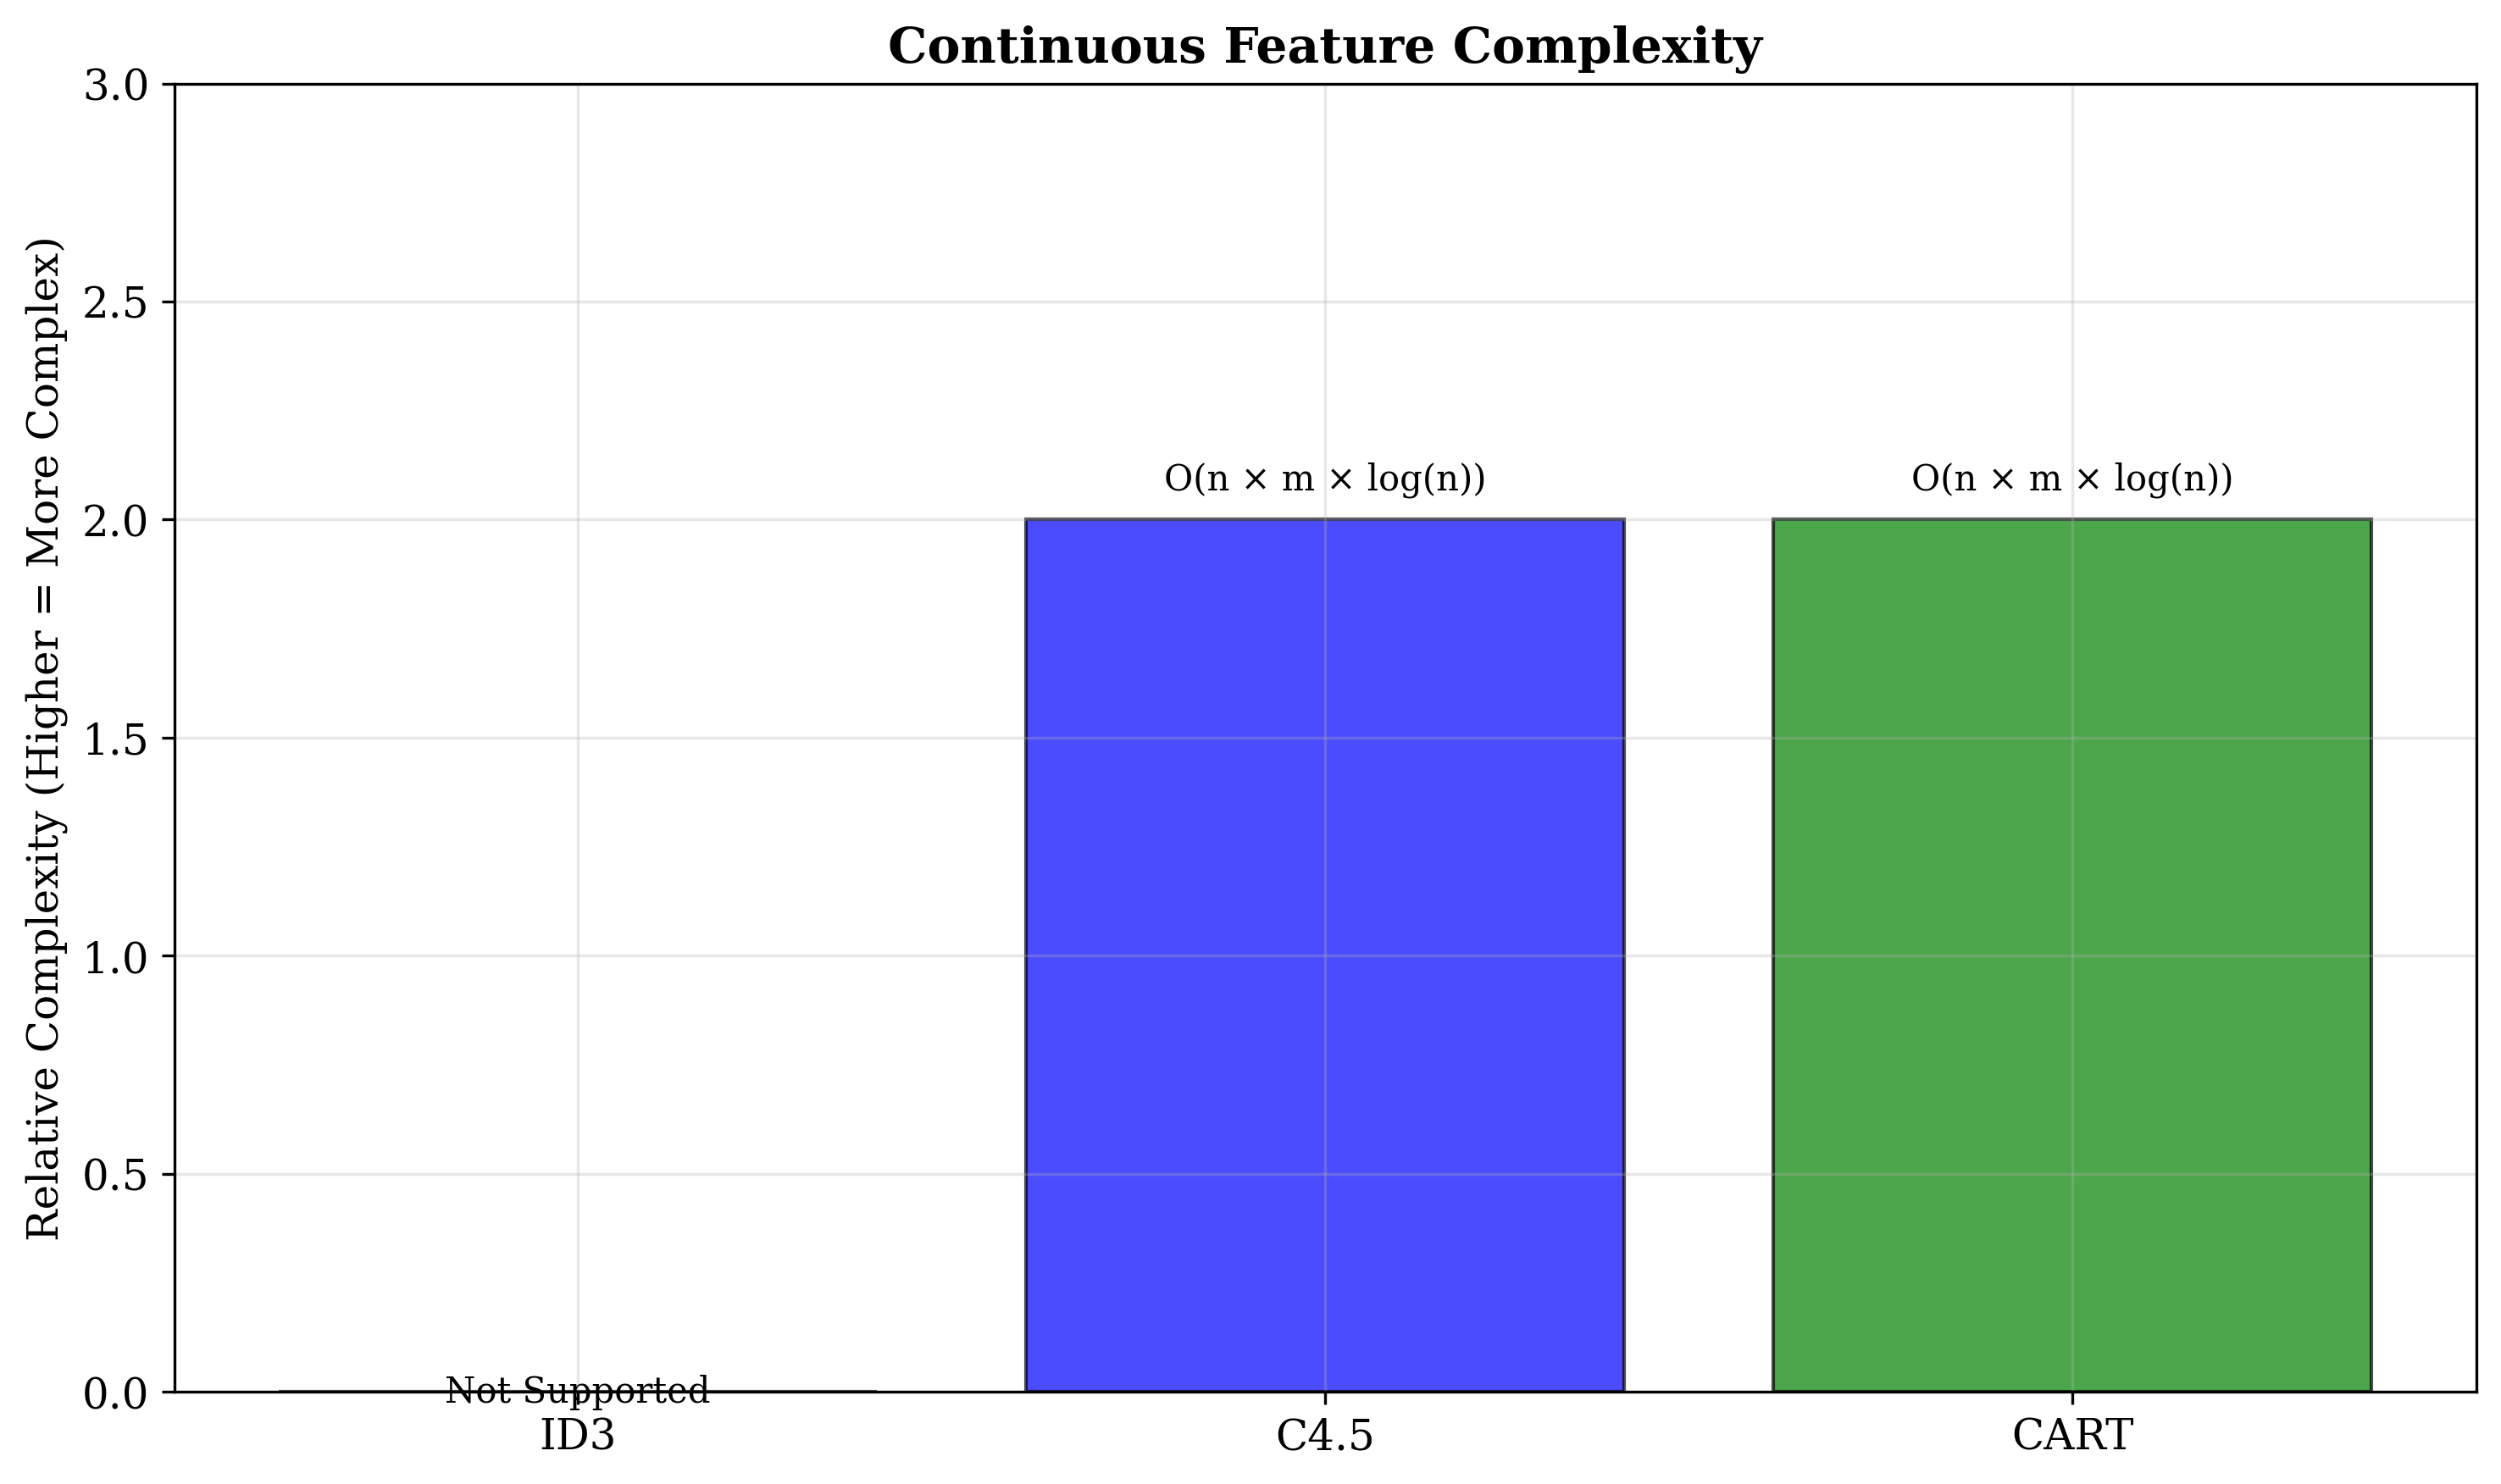 Continuous Feature Complexity
Relative Complexity (Higher = More Complex)
3.0
2.5
2.0
1.5
1.0
0.5
0.0
O(n × m × log(n))
O(n × m × log(n))
Not Supported
ID3
C4.5
CART